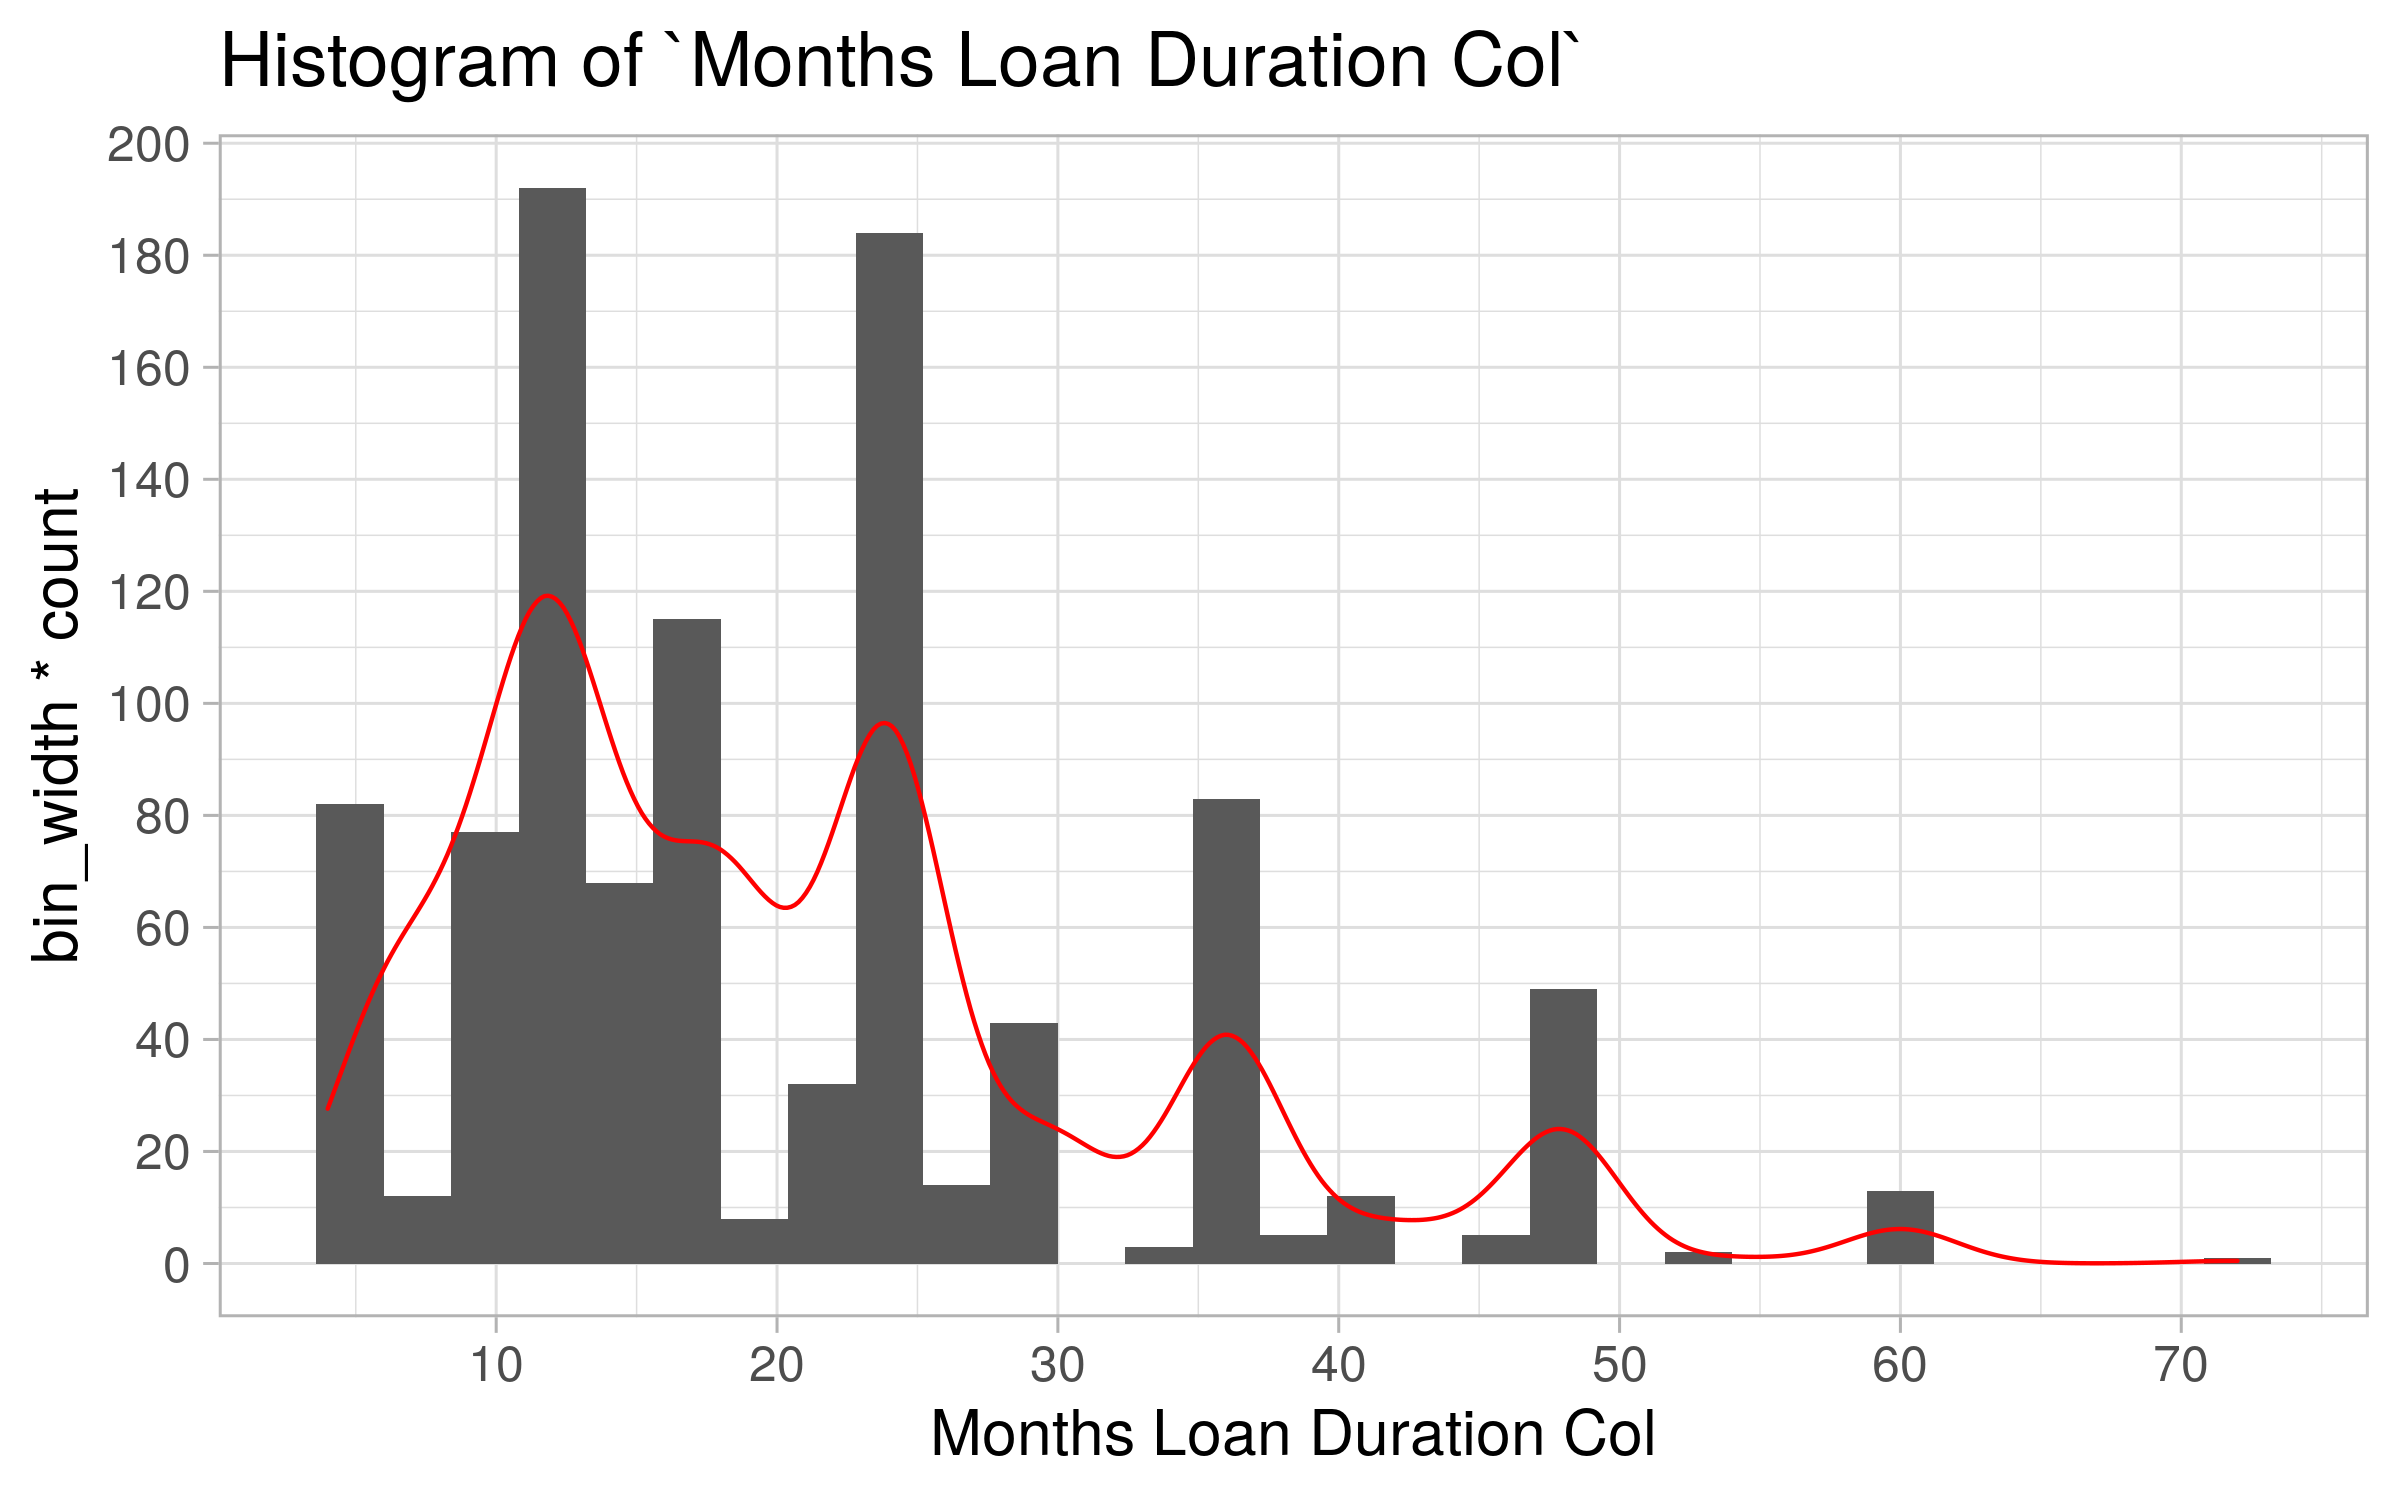 Histogram of `Months Loan Duration Col`
200
180
160
140
120
100
80
60
40
20
0
bin_width * count
10 20 30 40 50 60 70
Months Loan Duration Col